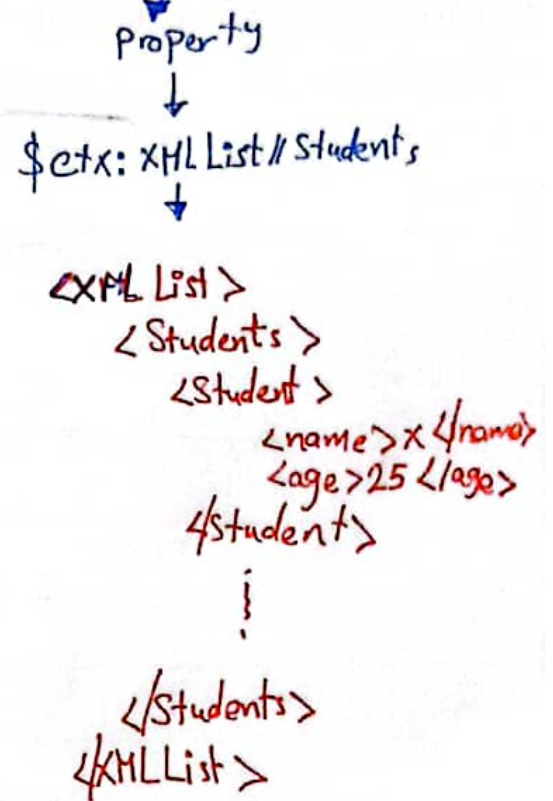 Property
$ctx: XML List // Students
<XML List>
<Students>
<Student>
<name>x</name>
<age>25</age>
</Student>
</Students>
</XMLList>